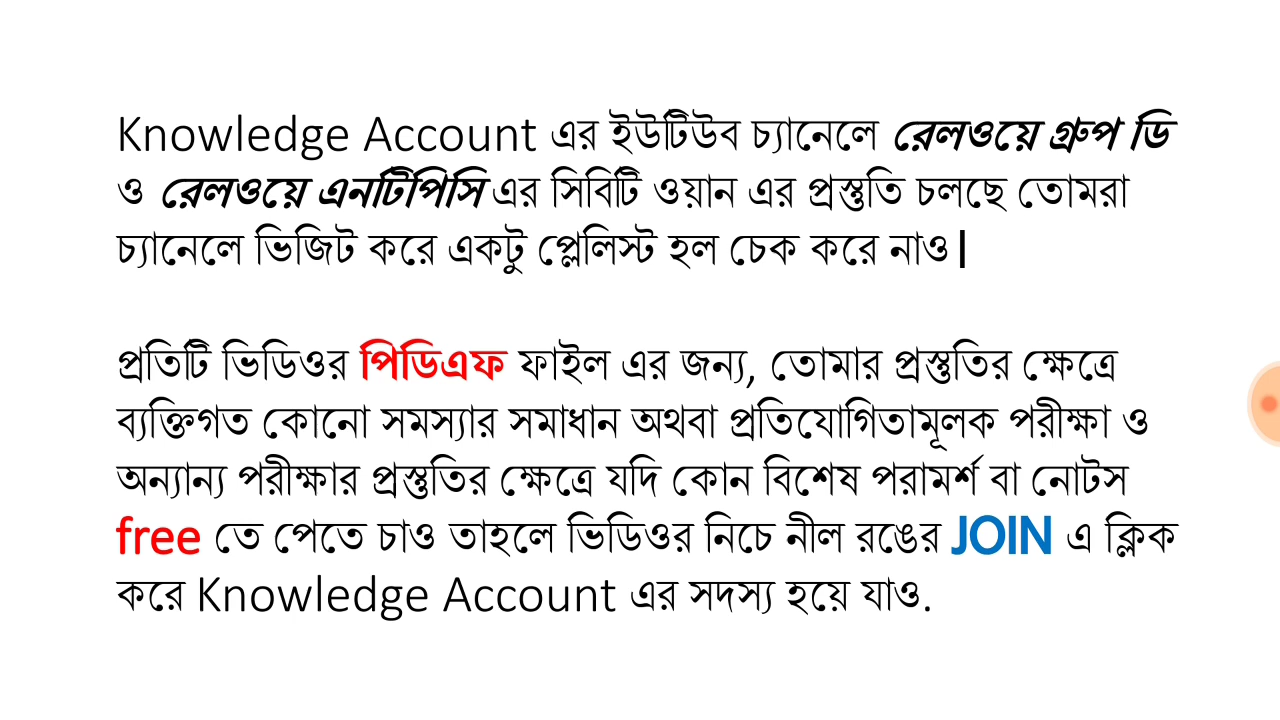 Knowledge Account এর ইউটিউব চ্যানেলে রেলওয়ে গ্রুপ ডি
ও রেলওয়ে এনটিপিসি এর সিবিটি ওয়ান এর প্রস্তুতি চলছে তোমরা
চ্যানেলে ভিজিট করে একটু প্লেলিস্ট হল চেক করে নাও|
প্রতিটি ভিডিওর পিডিএফ ফাইল এর জন্য, তোমার প্রস্তুতির ক্ষেত্রে
ব্যক্তিগত কোনো সমস্যার সমাধান অথবা প্রতিযোগিতামূলক পরীক্ষা ও
অন্যান্য পরীক্ষার প্রস্তুতির ক্ষেত্রে যদি কোন বিশেষ পরামর্শ বা নোটস
free তে পেতে চাও তাহলে ভিডিওর নিচে নীল রঙের JOIN এ ক্লিক
করে Knowledge Account এর সদস্য হয়ে যাও.